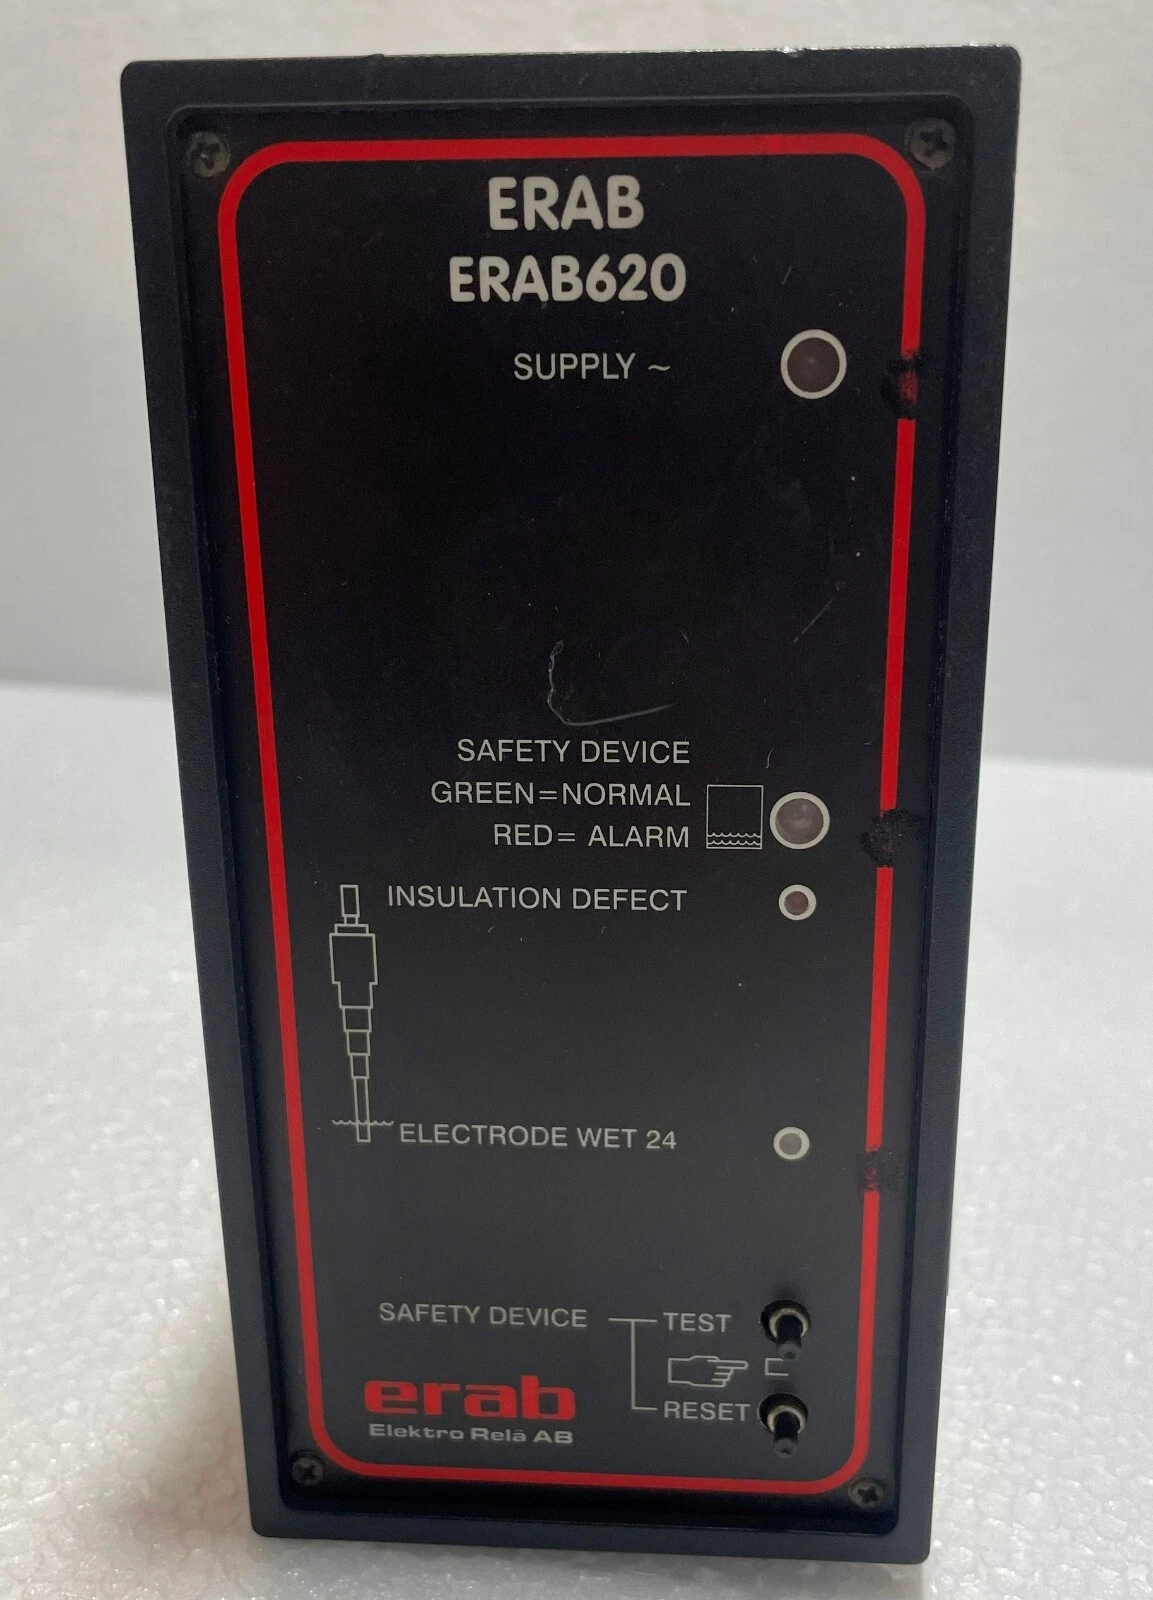 ERAB
ERAB620
SUPPLY ~
SAFETY DEVICE
GREEN=NORMAL
RED= ALARM
INSULATION DEFECT
ELECTRODE WET 24
SAFETY DEVICE
TEST
RESET
erab
Elektro Relä AB